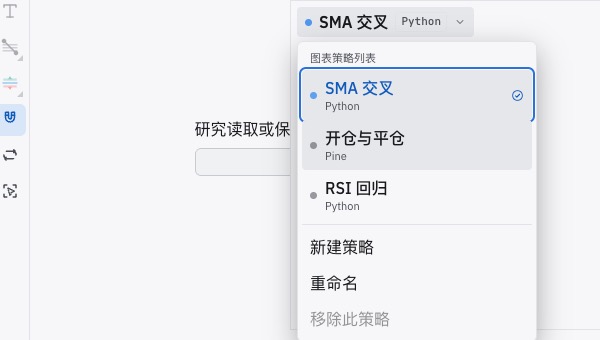 SMA 交叉 Python
图表策略列表
SMA 交叉
Python
研究读取或保
开仓与平仓
Pine
RSI 回归
Python
新建策略
重命名
移除此策略